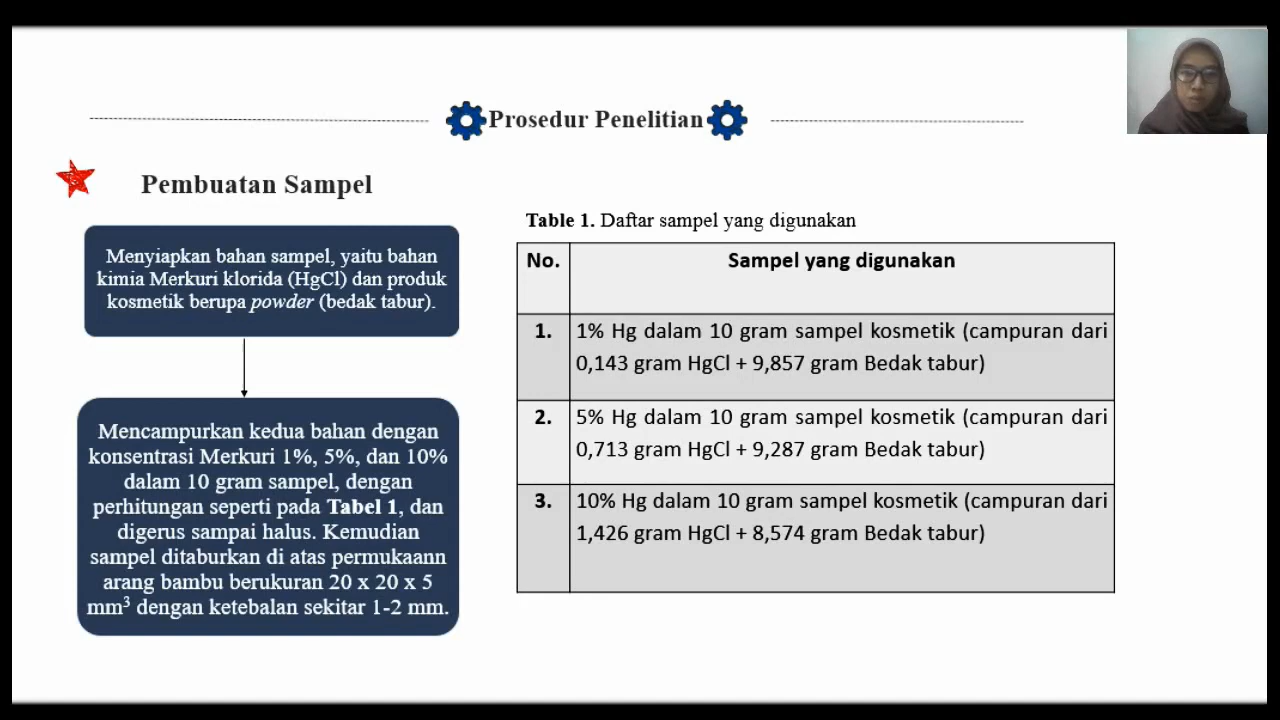 Prosedur Penelitian
Pembuatan Sampel
Menyiapkan bahan sampel, yaitu bahan
kimia Merkuri klorida (HgCl) dan produk
kosmetik berupa powder (bedak tabur).
Mencampurkan kedua bahan dengan
konsentrasi Merkuri 1%, 5%, dan 10%
dalam 10 gram sampel, dengan
perhitungan seperti pada Tabel 1, dan
digerus sampai halus. Kemudian
sampel ditaburkan di atas permukaann
arang bambu berukuran 20 x 20 x 5
mm³ dengan ketebalan sekitar 1-2 mm.
Table 1. Daftar sampel yang digunakan
No. Sampel yang digunakan
1. 1% Hg dalam 10 gram sampel kosmetik (campuran dari
0,143 gram HgCl + 9,857 gram Bedak tabur)
2. 5% Hg dalam 10 gram sampel kosmetik (campuran dari
0,713 gram HgCl + 9,287 gram Bedak tabur)
3. 10% Hg dalam 10 gram sampel kosmetik (campuran dari
1,426 gram HgCl + 8,574 gram Bedak tabur)